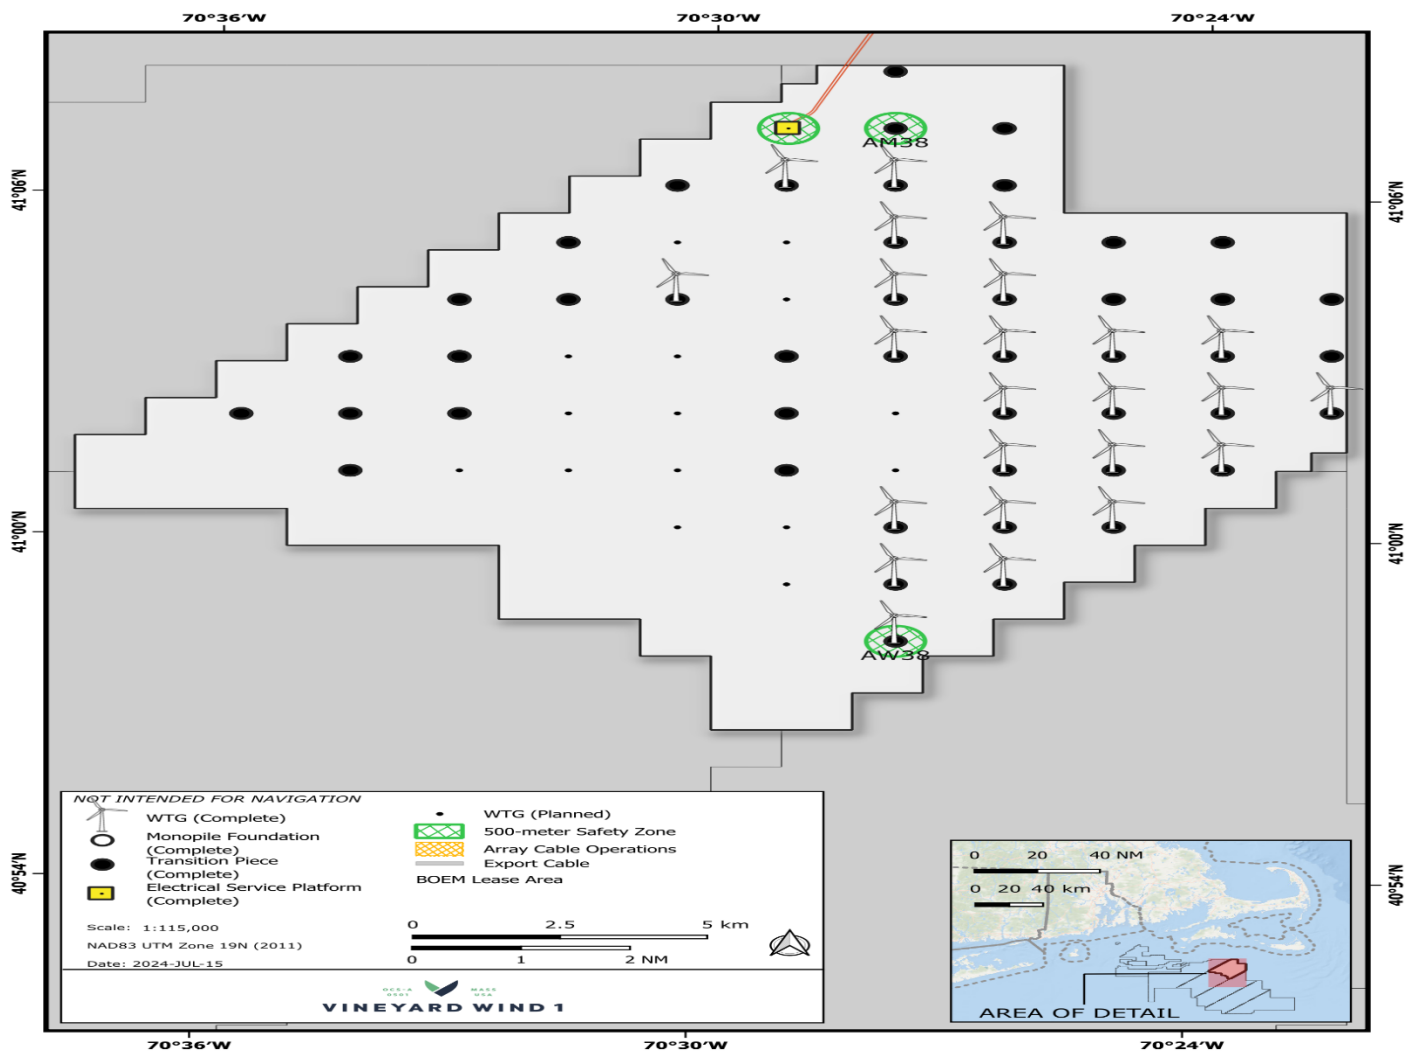 70°36′W 70°30′W 70°24′W
41°06′N 41°06′N
41°00′N 41°00′N
40°54′N 40°54′N
AM38
AW38
NOT INTENDED FOR NAVIGATION
WTG (Complete)
Monopile Foundation
(Complete)
Transition Piece
(Complete)
Electrical Service Platform
(Complete)
WTG (Planned)
500-meter Safety Zone
Array Cable Operations
Export Cable
BOEM Lease Area
Scale: 1:115,000
NAD83 UTM Zone 19N (2011)
Date: 2024-JUL-15
0 2.5 5 km
0 1 2 NM
OCS-A MASS
0501 USA
VINEYARD WIND 1
0 20 40 NM
0 20 40 km
AREA OF DETAIL
70°36′W 70°30′W 70°24′W